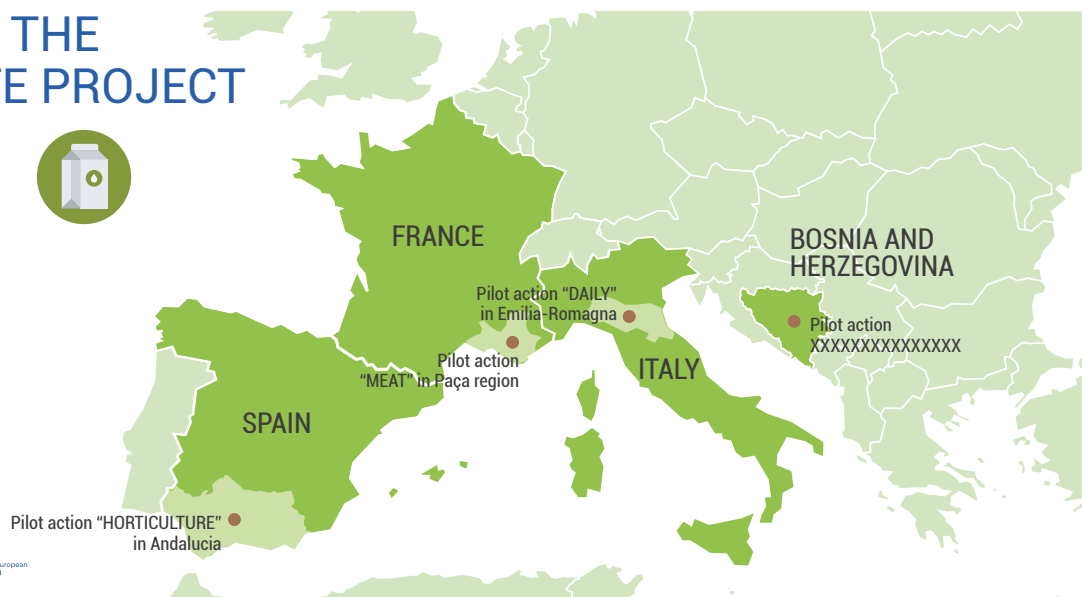 THE
TE PROJECT
FRANCE
BOSNIA AND
HERZEGOVINA
Pilot action “DAILY”
in Emilia-Romagna
Pilot action
XXXXXXXXXXXXXXX
Pilot action
“MEAT” in Paça region
ITALY
SPAIN
Pilot action “HORTICULTURE”
in Andalucia
uropean